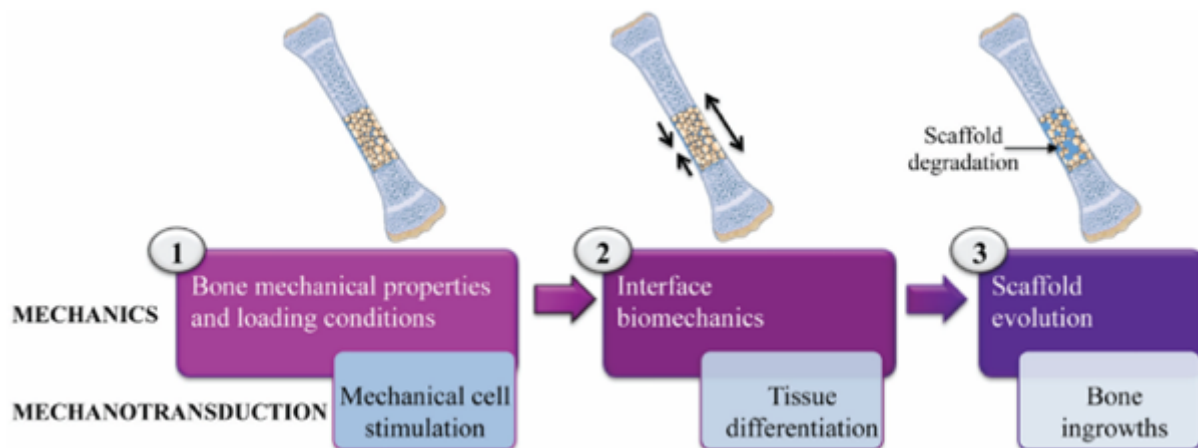 Scaffold
degradation
1
2
3
Bone mechanical properties
and loading conditions
Interface
biomechanics
Scaffold
evolution
MECHANICS
Mechanical cell
stimulation
Tissue
differentiation
Bone
ingrowths
MECHANOTRANSDUCTION